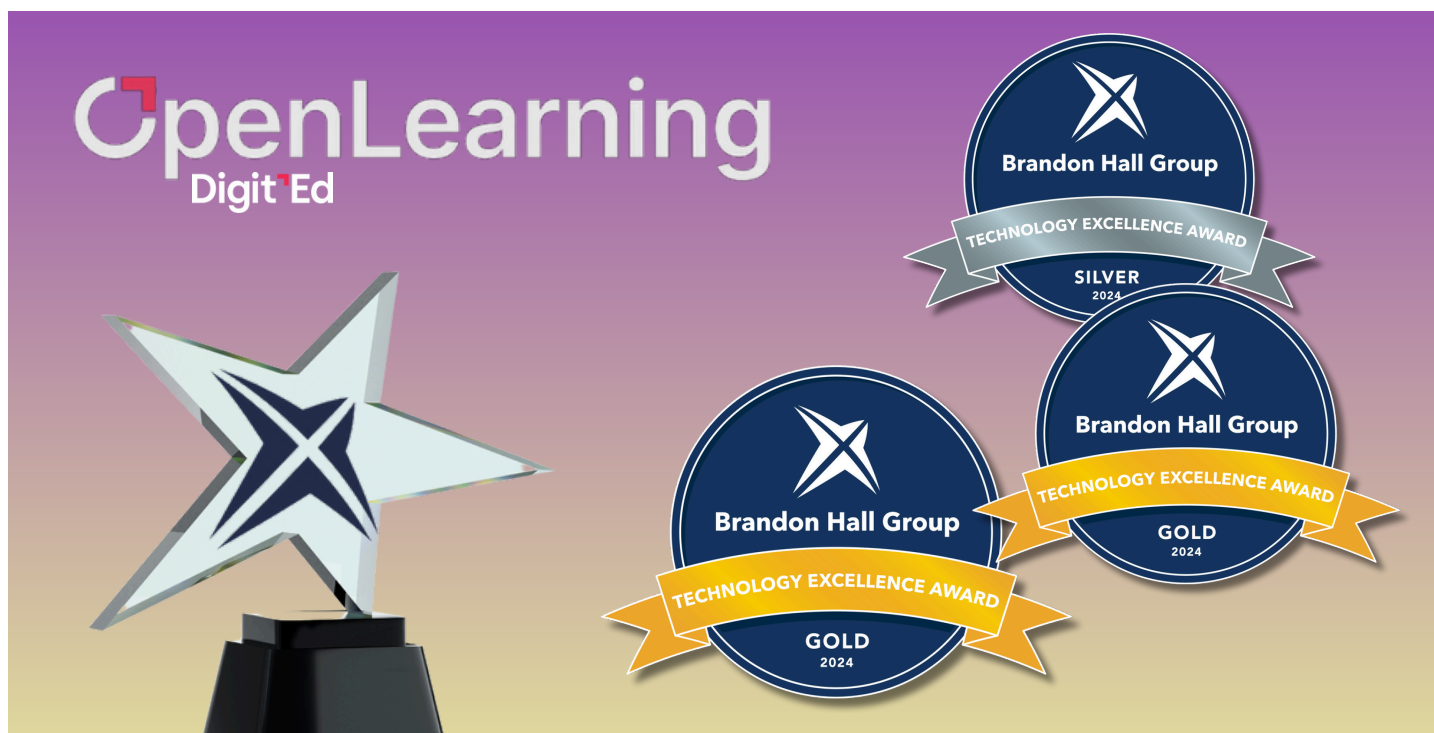 OpenLearning
Digit'Ed
Brandon Hall Group
TECHNOLOGY EXCELLENCE AWARD
SILVER
2024
Brandon Hall Group
TECHNOLOGY EXCELLENCE AWARD
GOLD
2024
Brandon Hall Group
TECHNOLOGY EXCELLENCE AWARD
GOLD
2024